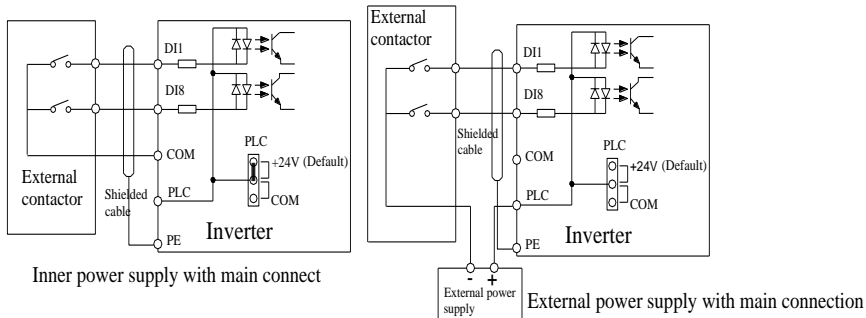 DI1
DI8
COM
PLC
PE
External
contactor
Shielded
cable
PLC
+24V (Default)
COM
Inverter
Inner power supply with main connect
External
contactor
DI1
DI8
Shielded
cable
COM
PLC
PE
PLC
+24V (Default)
COM
Inverter
- +
External power
supply
External power supply with main connection